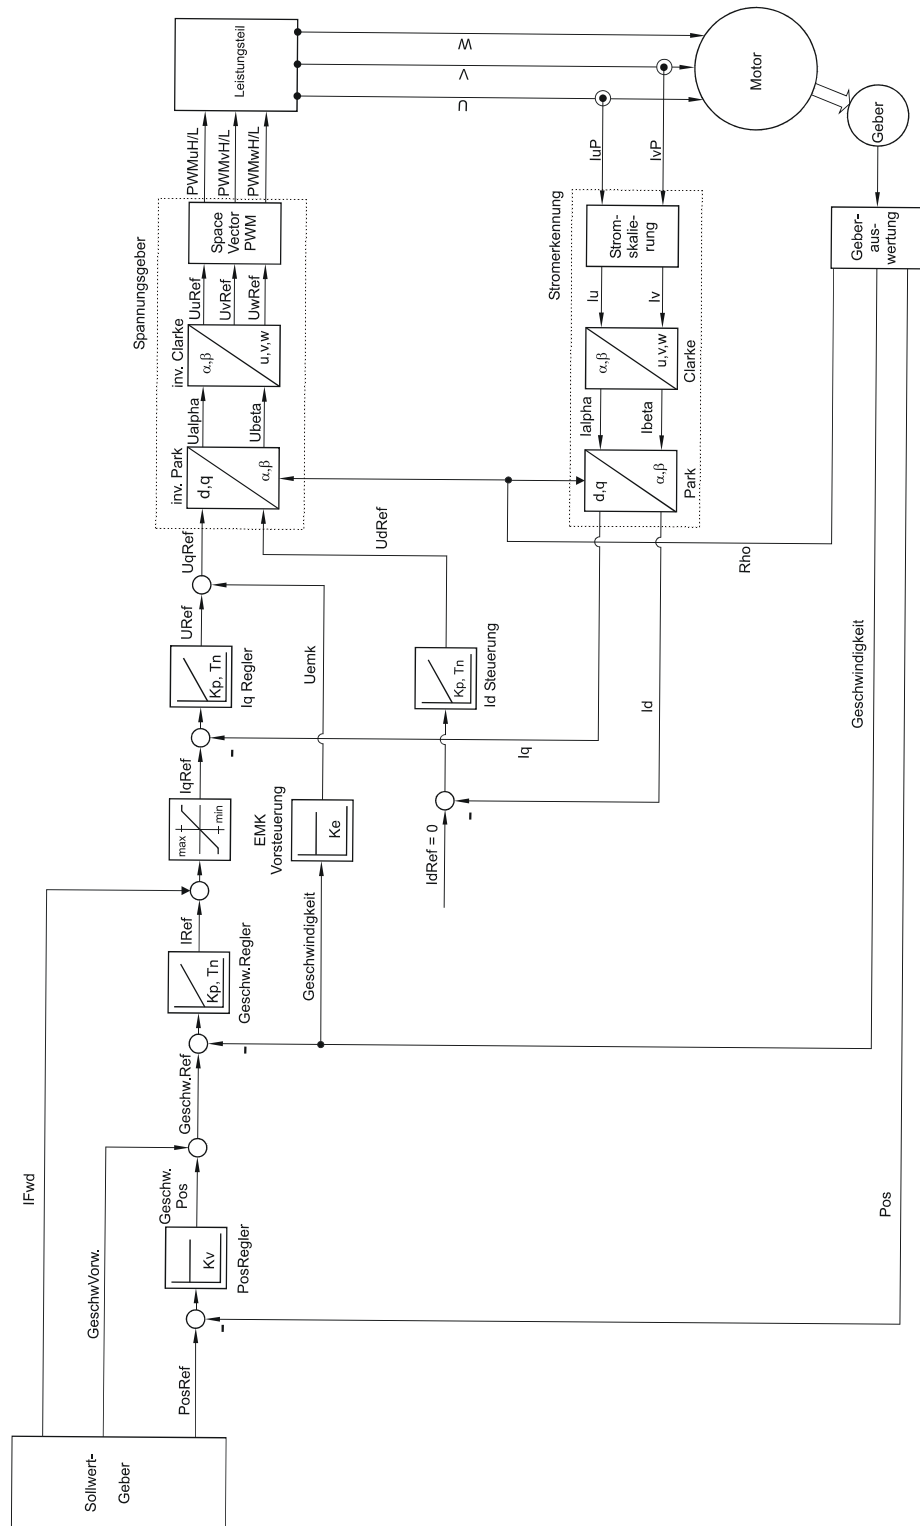 Sollwert-
Geber
IFwd
GeschwVorw.
PosRef
-
Kv
PosRegler
Geschw.
Pos
Geschw.Ref
-
Kp, Tn
Geschw.Regler
IRef
max
min
IqRef
-
Kp, Tn
Iq Regler
URef
UqRef
Geschwindigkeit
EMK
Vorsteuerung
Ke
Uemk
IdRef = 0
-
Kp, Tn
Id Steuerung
UdRef
Spannungsgeber
inv. Park
d,q
α,β
Ualpha
Ubeta
inv. Clarke
α,β
u,v,w
UuRef
UvRef
UwRef
Space
Vector
PWM
PWMuH/L
PWMvH/L
PWMwH/L
Leistungsteil
W
V
U
Motor
Geber
Geber-
aus-
wertung
IuP
IvP
Stromerkennung
Strom-
skalie-
rung
Iu
Iv
α,β
u,v,w
Clarke
Ialpha
Ibeta
d,q
α,β
Park
Iq
Id
Rho
Geschwindigkeit
Pos